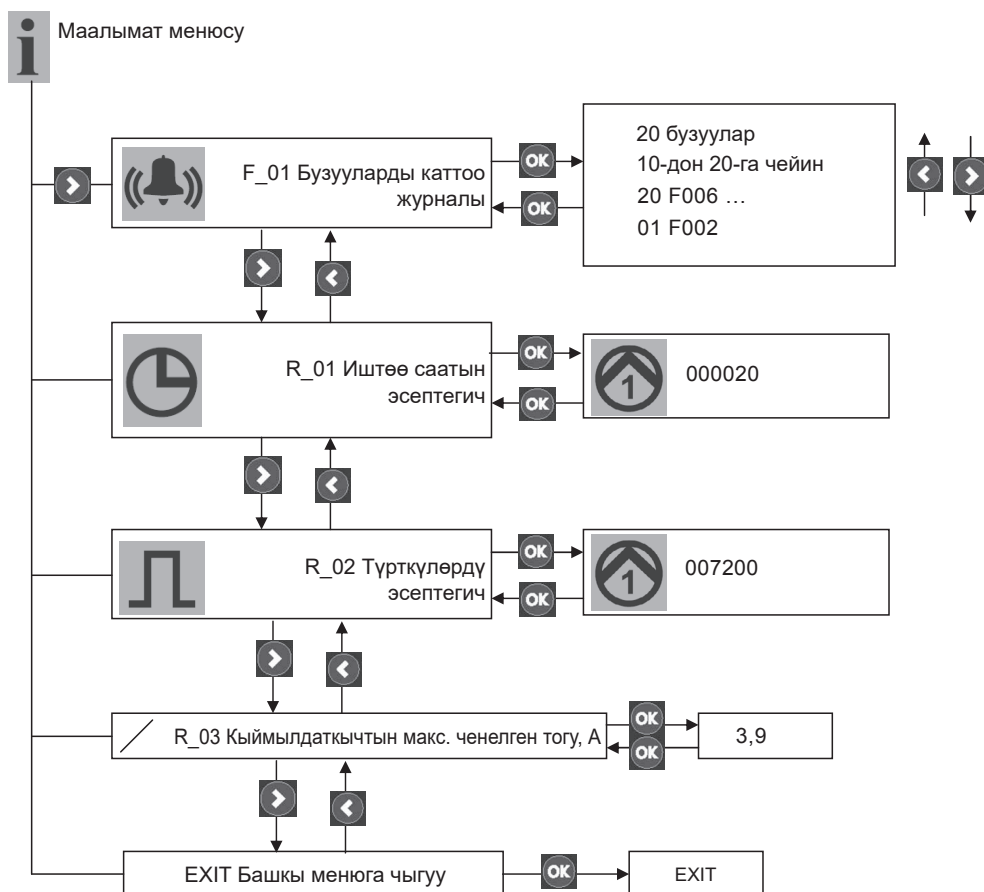 Маалымат менюсу
F_01 Бузууларды каттоо
журналы
OK
OK
20 бузуулар
10-дон 20-га чейин
20 F006 ...
01 F002
R_01 Иштөө саатын
эсептегич
OK
OK
1
000020
R_02 Түрткүлөрдү
эсептегич
OK
OK
1
007200
R_03 Кыймылдаткычтын макс. ченелген тогу, А
OK
OK
3,9
EXIT Башкы менюга чыгуу
OK
EXIT